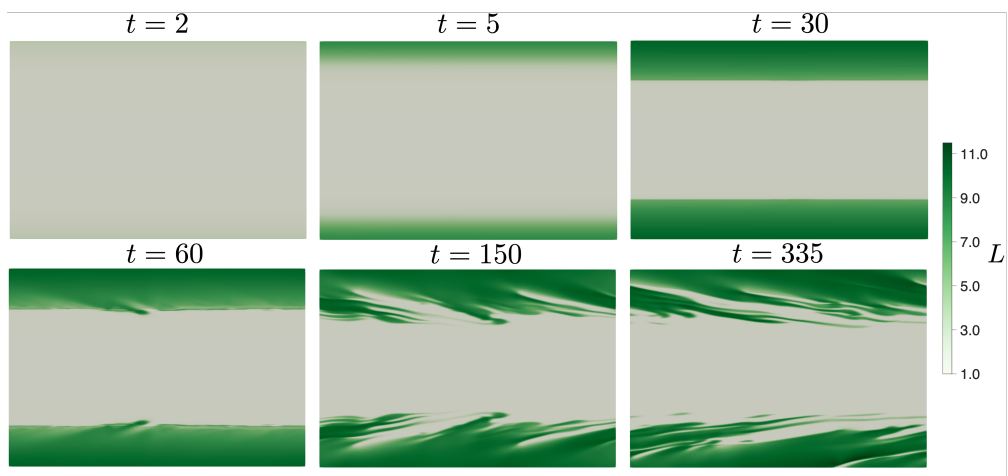 t = 2
t = 5
t = 30
t = 60
t = 150
t = 335
11.0
9.0
7.0
5.0
3.0
1.0
L